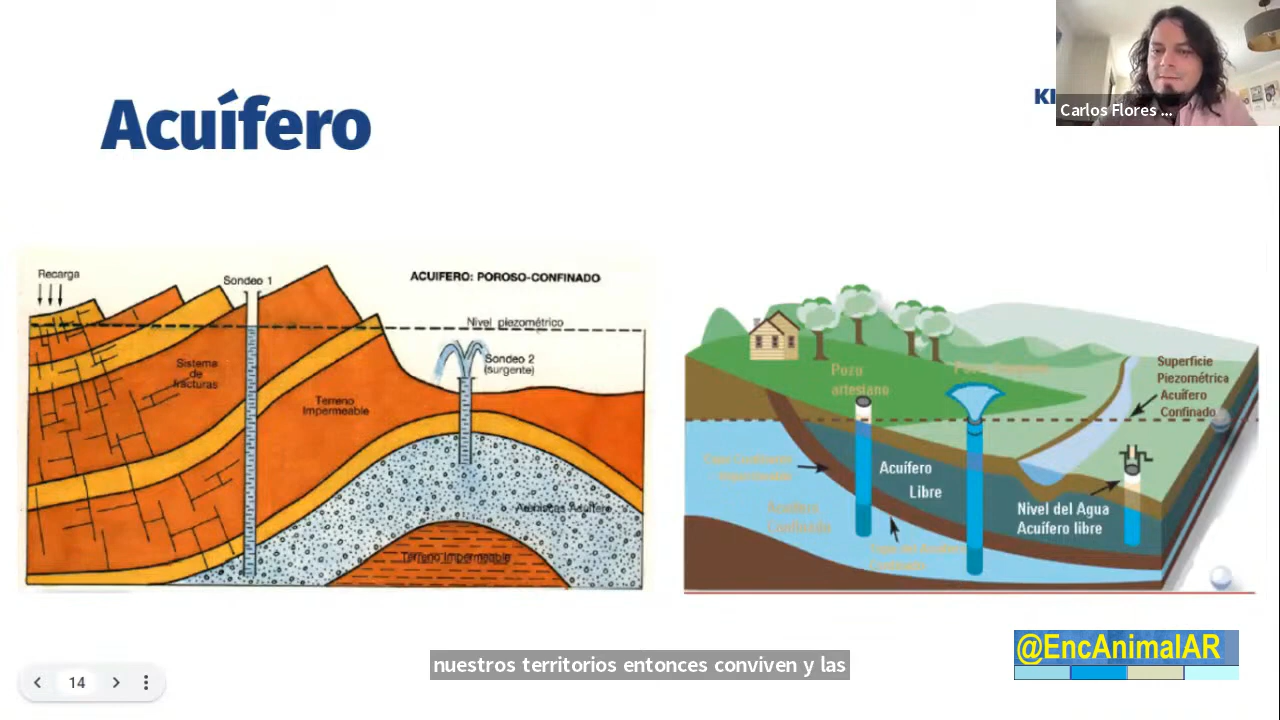 Acuífero
Carlos Flores ...
Recarga
Sondeo 1
ACUIFERO: POROSO-CONFINADO
Nivel piezométrico
Sondeo 2
(surgente)
Sistema
de
fracturas
Terreno
Impermeable
Terreno Impermeable
Pozo
artesiano
Superficie
Piezométrica
Acuífero
Confinado
Acuífero
Libre
Acuífero
Confinado
Nivel del Agua
Acuífero libre
nuestros territorios entonces conviven y las
@EncAnimalAR
14